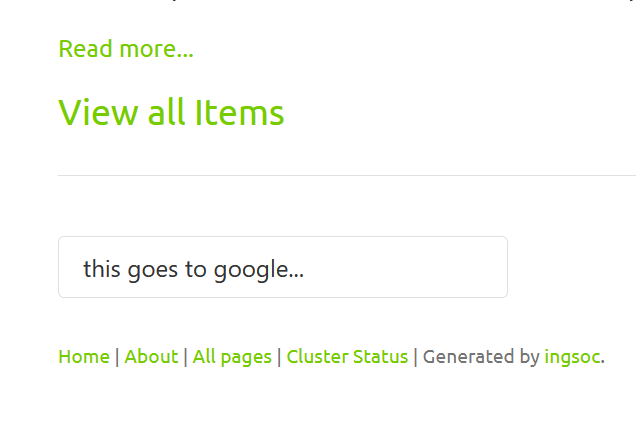 Read more...
View all Items
this goes to google...
Home | About | All pages | Cluster Status | Generated by ingsoc.